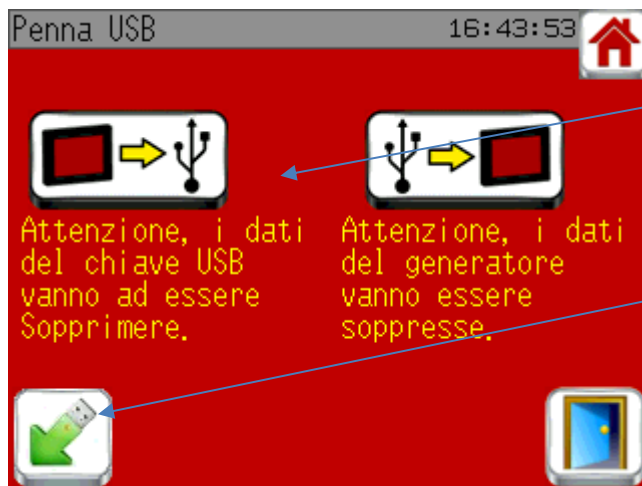 Penna USB
16:43:53
Attenzione, i dati
del chiave USB
vanno ad essere
Sopprimere.
Attenzione, i dati
del generatore
vanno essere
soppresse.